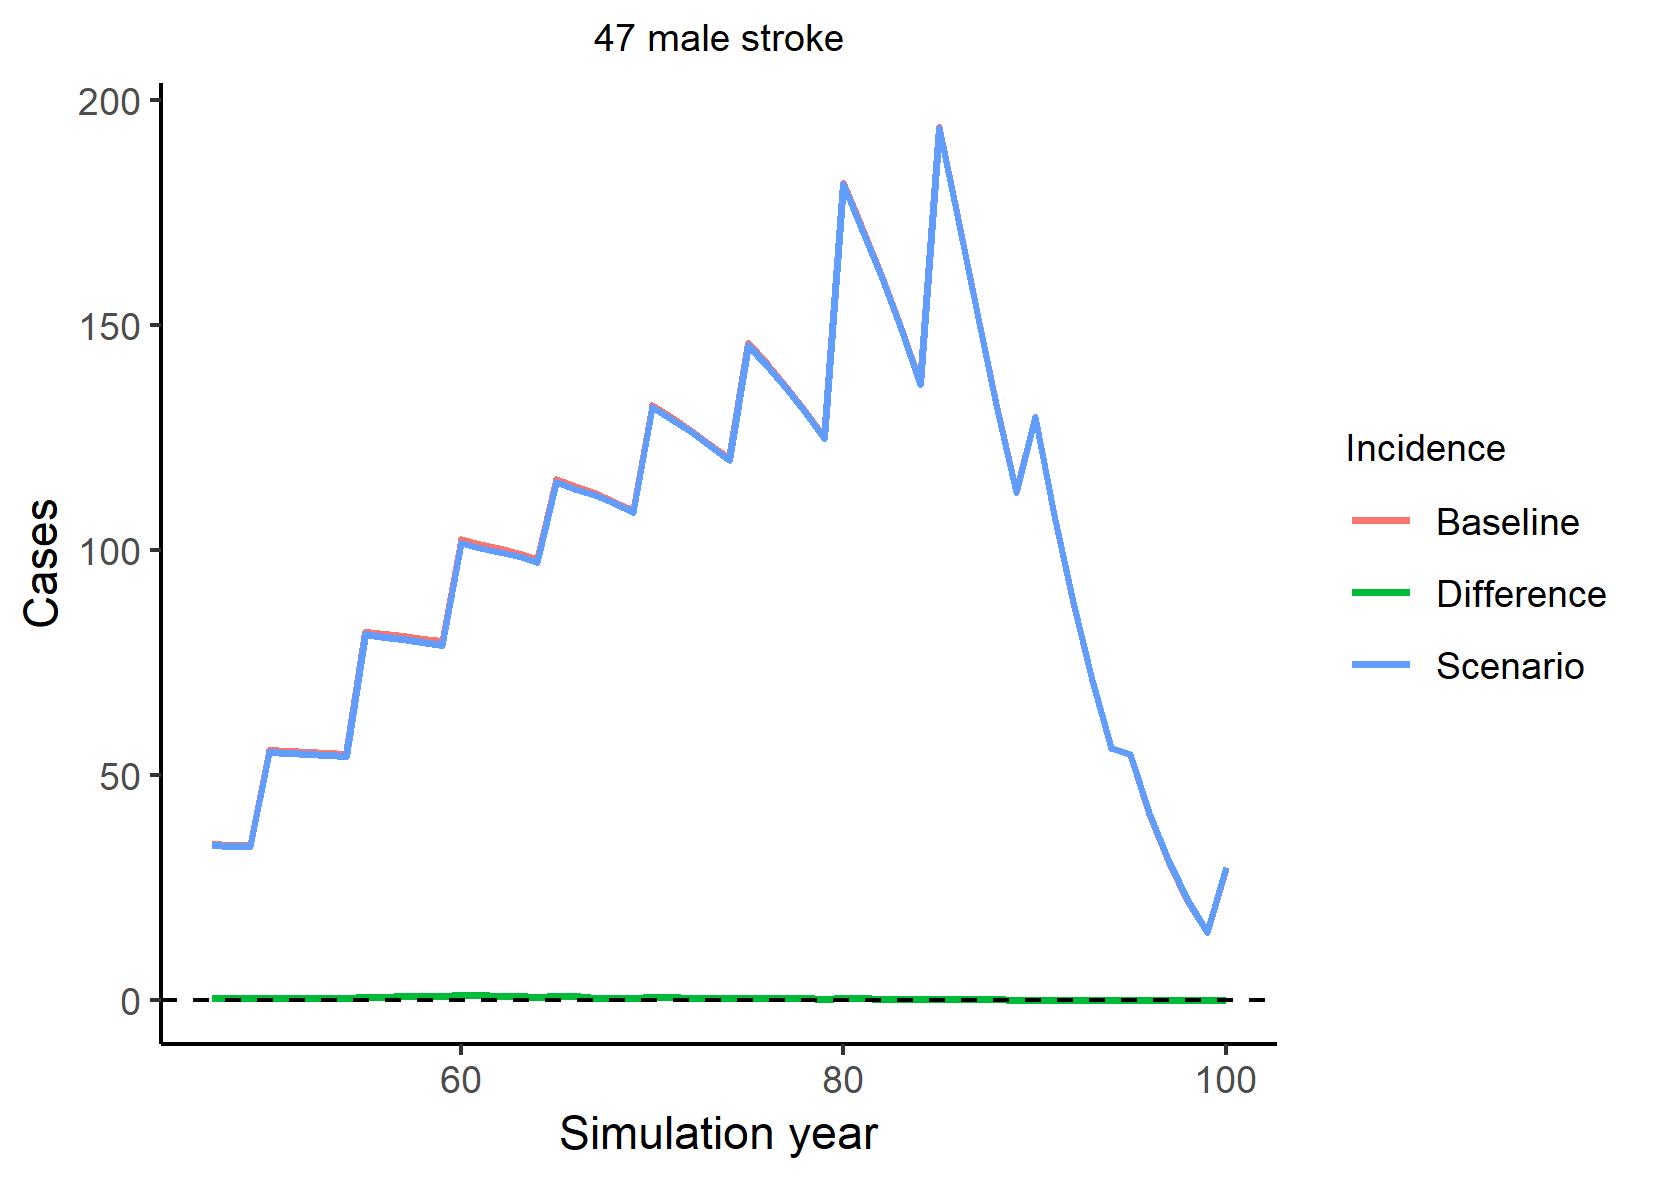 47 male stroke
200
150
100
50
0
Cases
60
80
100
Simulation year
Incidence
Baseline
Difference
Scenario